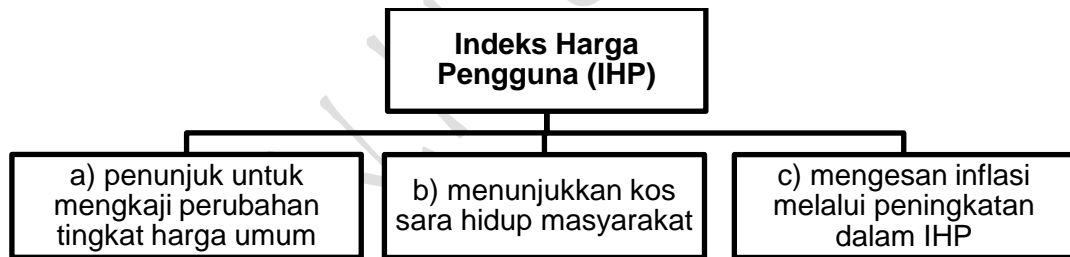 Indeks Harga
Pengguna (IHP)
a) penunjuk untuk
mengkaji perubahan
tingkat harga umum
b) menunjukkan kos
sara hidup masyarakat
c) mengesan inflasi
melalui peningkatan
dalam IHP